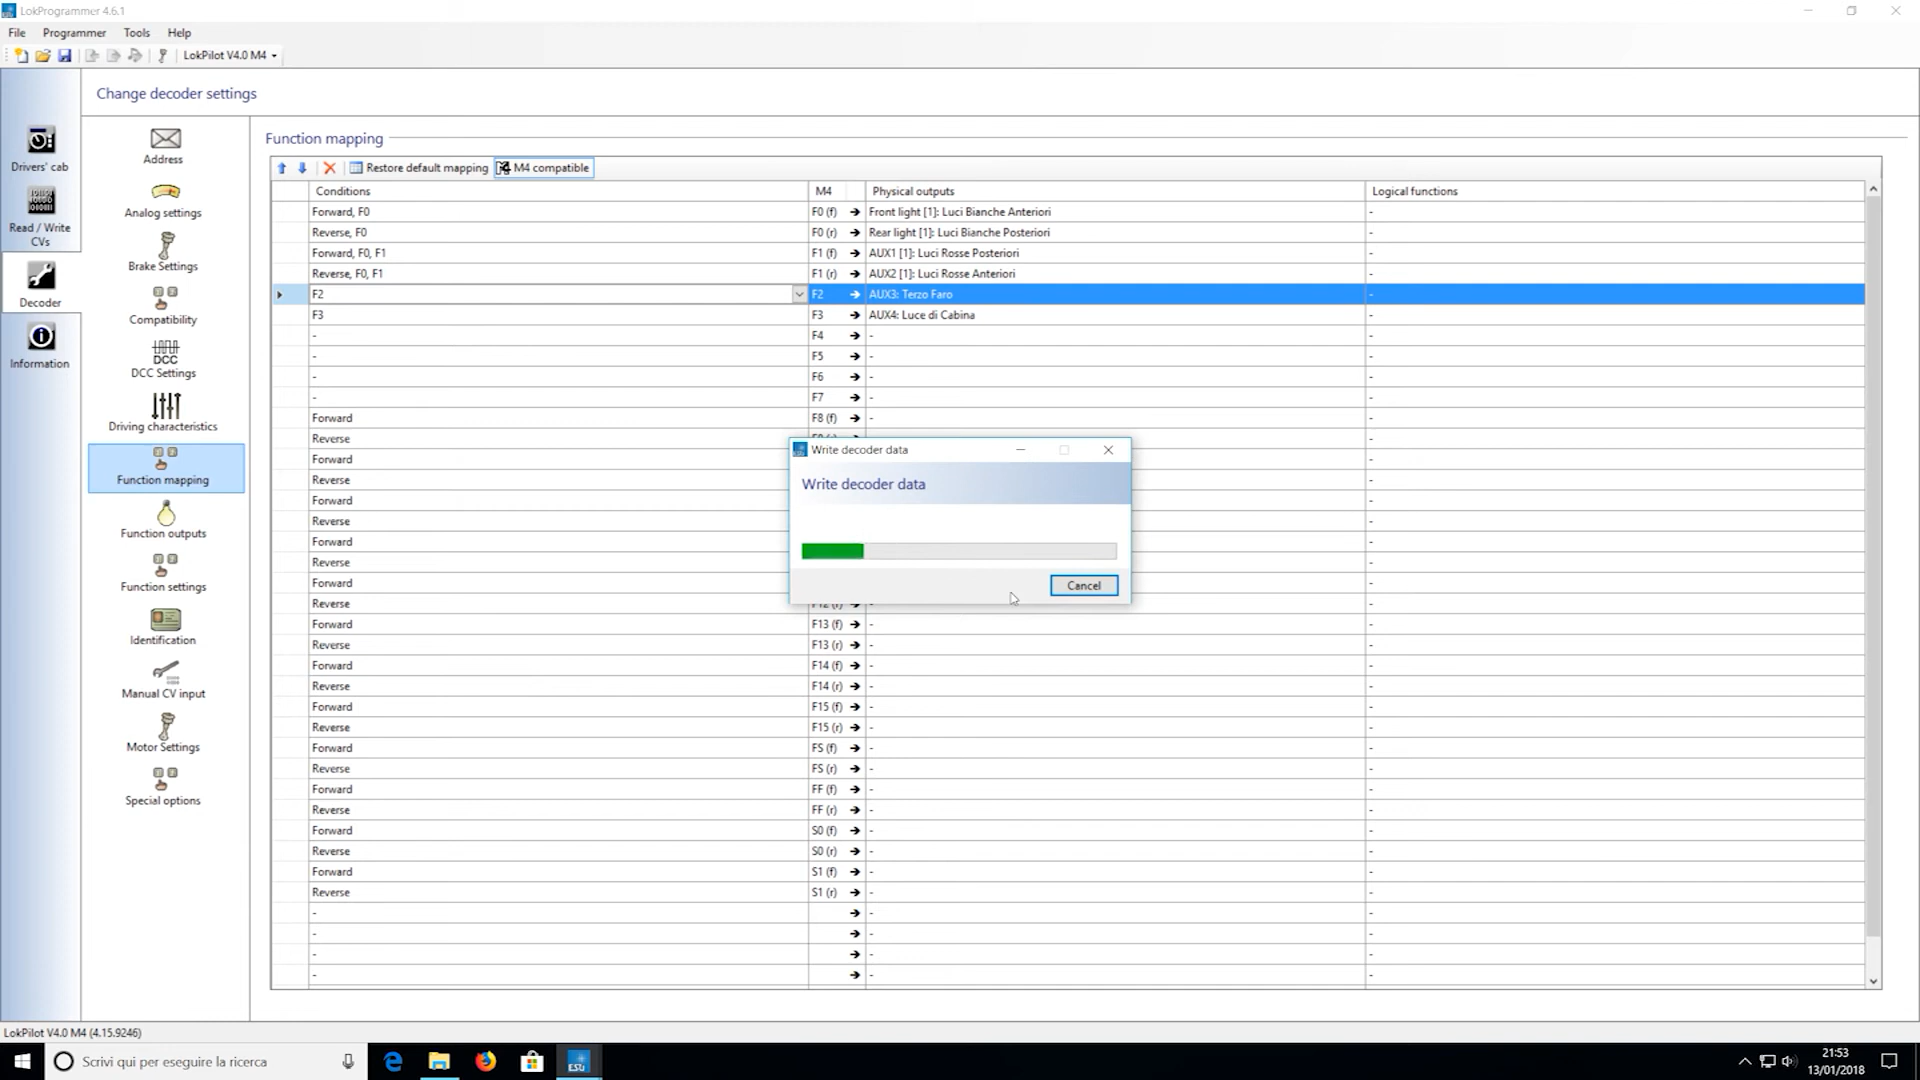 LokProgrammer 4.6.1
File Programmer Tools Help
LokPilot V4.0 M4
Change decoder settings
Drivers' cab
Read / Write CVs
Decoder
Information
Address
Analog settings
Brake Settings
Compatibility
DCC
DCC Settings
Driving characteristics
Function mapping
Function outputs
Function settings
Identification
Manual CV input
Motor Settings
Special options
Function mapping
Restore default mapping M4 compatible
Conditions M4 Physical outputs Logical functions
Forward, F0 F0 (f) → Front light [1]: Luci Bianche Anteriori -
Reverse, F0 F0 (r) → Rear light [1]: Luci Bianche Posteriori -
Forward, F0, F1 F1 (f) → AUX1 [1]: Luci Rosse Posteriori -
Reverse, F0, F1 F1 (r) → AUX2 [1]: Luci Rosse Anteriori -
F2 F2 → AUX3: Terzo Faro -
F3 F3 → AUX4: Luce di Cabina -
- F4 → - -
- F5 → - -
- F6 → - -
- F7 → - -
Forward F8 (f) → - -
Reverse -
Forward -
Reverse -
Forward -
Reverse -
Forward -
Reverse -
Forward -
Reverse F12 (r) → - -
Forward F13 (f) → - -
Reverse F13 (r) → - -
Forward F14 (f) → - -
Reverse F14 (r) → - -
Forward F15 (f) → - -
Reverse F15 (r) → - -
Forward FS (f) → - -
Reverse FS (r) → - -
Forward FF (f) → - -
Reverse FF (r) → - -
Forward S0 (f) → - -
Reverse S0 (r) → - -
Forward S1 (f) → - -
Reverse S1 (r) → - -
- → - -
- → - -
- → - -
- → - -
Write decoder data
Write decoder data
Cancel
LokPilot V4.0 M4 (4.15.9246)
Scrivi qui per eseguire la ricerca
ESU
21:53
13/01/2018